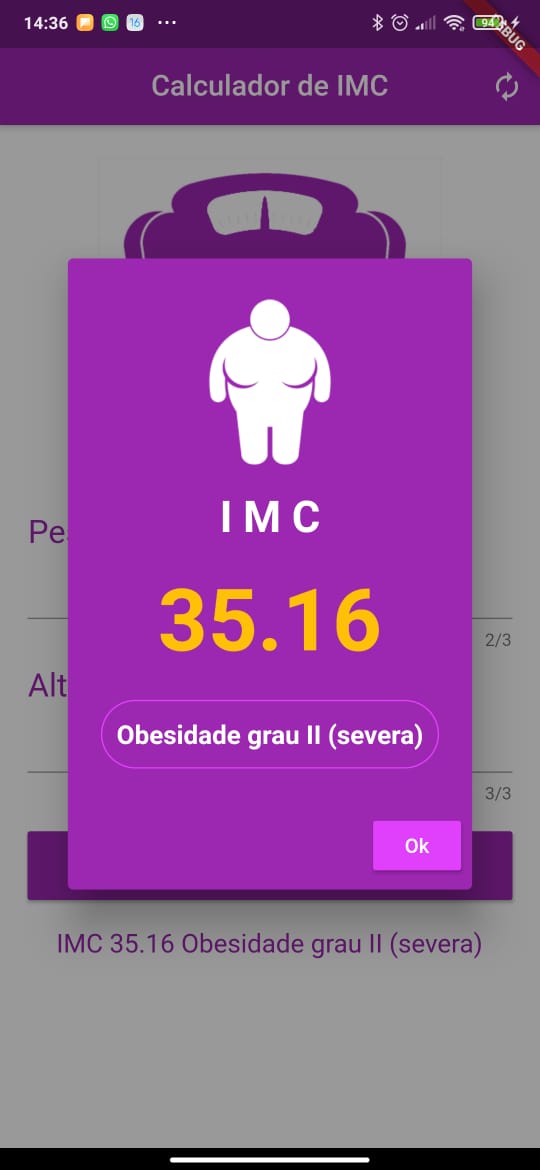 14:36 16 ... 94
DEBUG
Calculador de IMC
I M C
35.16
Pe
2/3
Alt
Obesidade grau II (severa)
3/3
Ok
IMC 35.16 Obesidade grau II (severa)